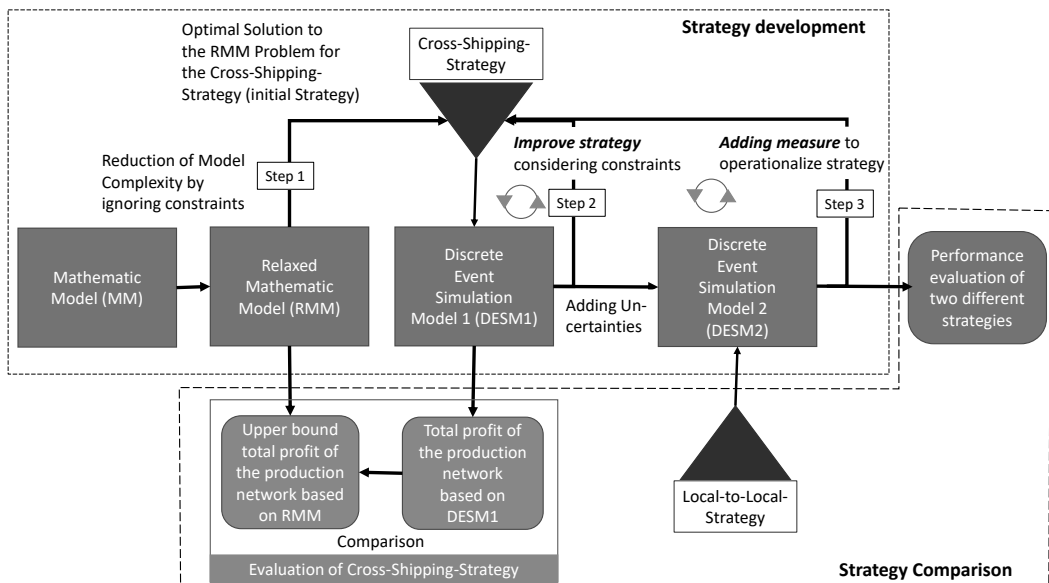 Strategy development
Optimal Solution to
the RMM Problem for
the Cross-Shipping-
Strategy (initial Strategy)
Cross-Shipping-
Strategy
Reduction of Model
Complexity by
ignoring constraints
Step 1
Improve strategy
considering constraints
Step 2
Adding measure to
operationalize strategy
Step 3
Mathematic
Model (MM)
Relaxed
Mathematic
Model (RMM)
Discrete
Event
Simulation
Model 1 (DESM1)
Adding Un-
certainties
Discrete
Event
Simulation
Model 2
(DESM2)
Performance
evaluation of
two different
strategies
Upper bound
total profit of
the production
network based
on RMM
Total profit of
the production
network
based on
DESM1
Comparison
Evaluation of Cross-Shipping-Strategy
Local-to-Local-
Strategy
Strategy Comparison